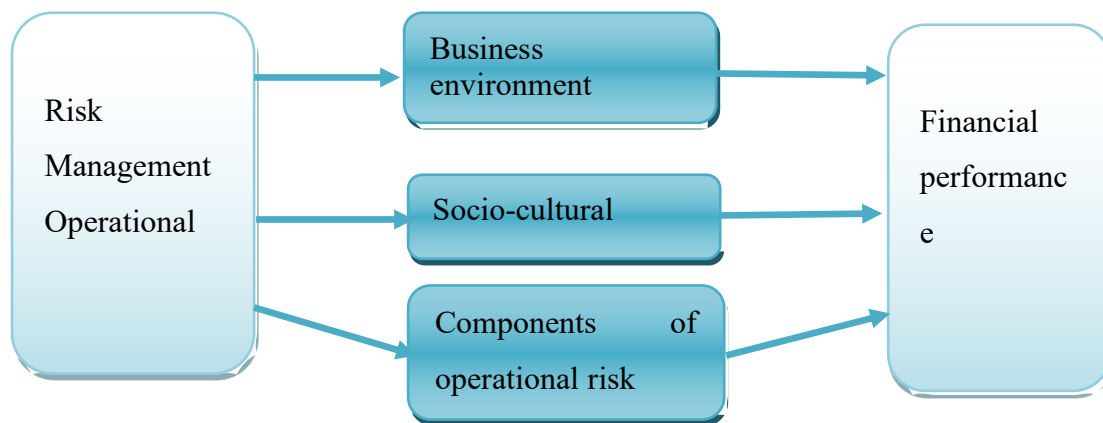 Risk
Management
Operational
Business
environment
Socio-cultural
Components of
operational risk
Financial
performanc
e